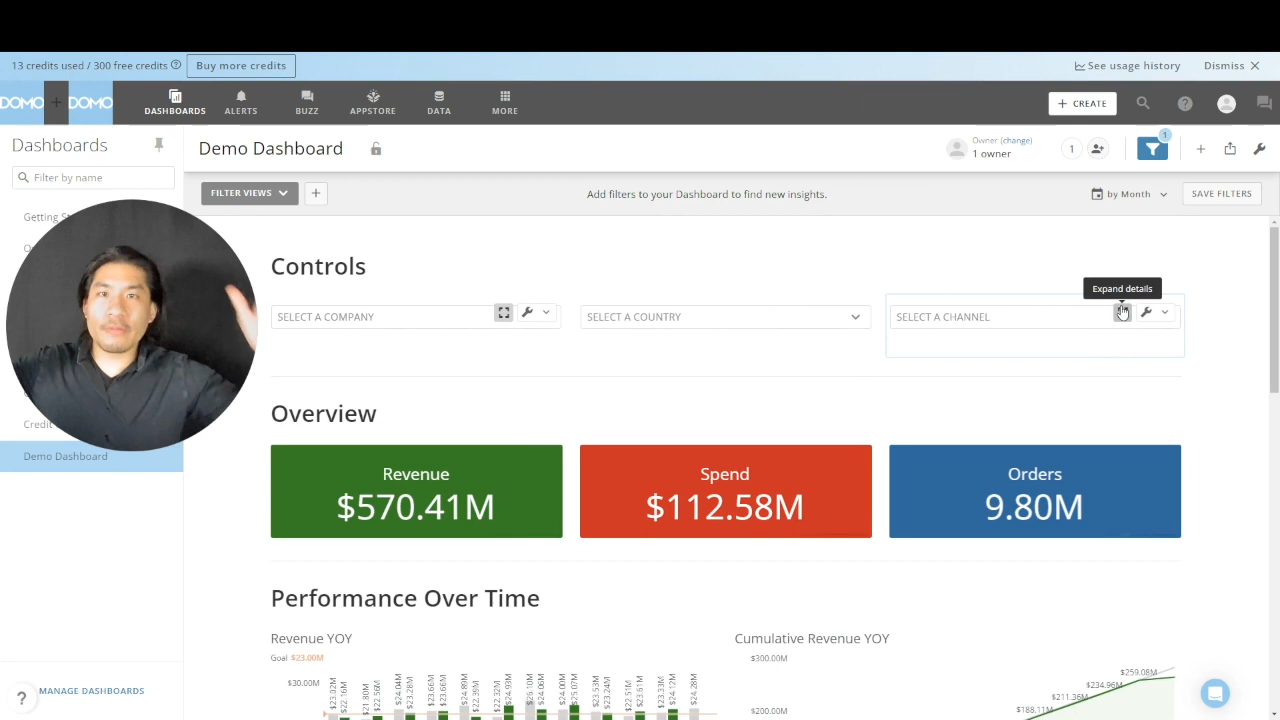 13 credits used / 300 free credits
Buy more credits
See usage history
Dismiss
DOMO
DOMO
DASHBOARDS
ALERTS
BUZZ
APPSTORE
DATA
MORE
+ CREATE
Dashboards
Filter by name
Getting
Credit
Demo Dashboard
MANAGE DASHBOARDS
Demo Dashboard
Owner (change)
1 owner
1
1
FILTER VIEWS
+
Add filters to your Dashboard to find new insights.
by Month
SAVE FILTERS
Controls
Expand details
SELECT A COMPANY
SELECT A COUNTRY
SELECT A CHANNEL
Overview
Revenue
$570.41M
Spend
$112.58M
Orders
9.80M
Performance Over Time
Revenue YOY
Goal $23.00M
$30.00M
Cumulative Revenue YOY
$300.00M
$200.00M
$259.08M
$234.96M
$211.36M
$188.11M